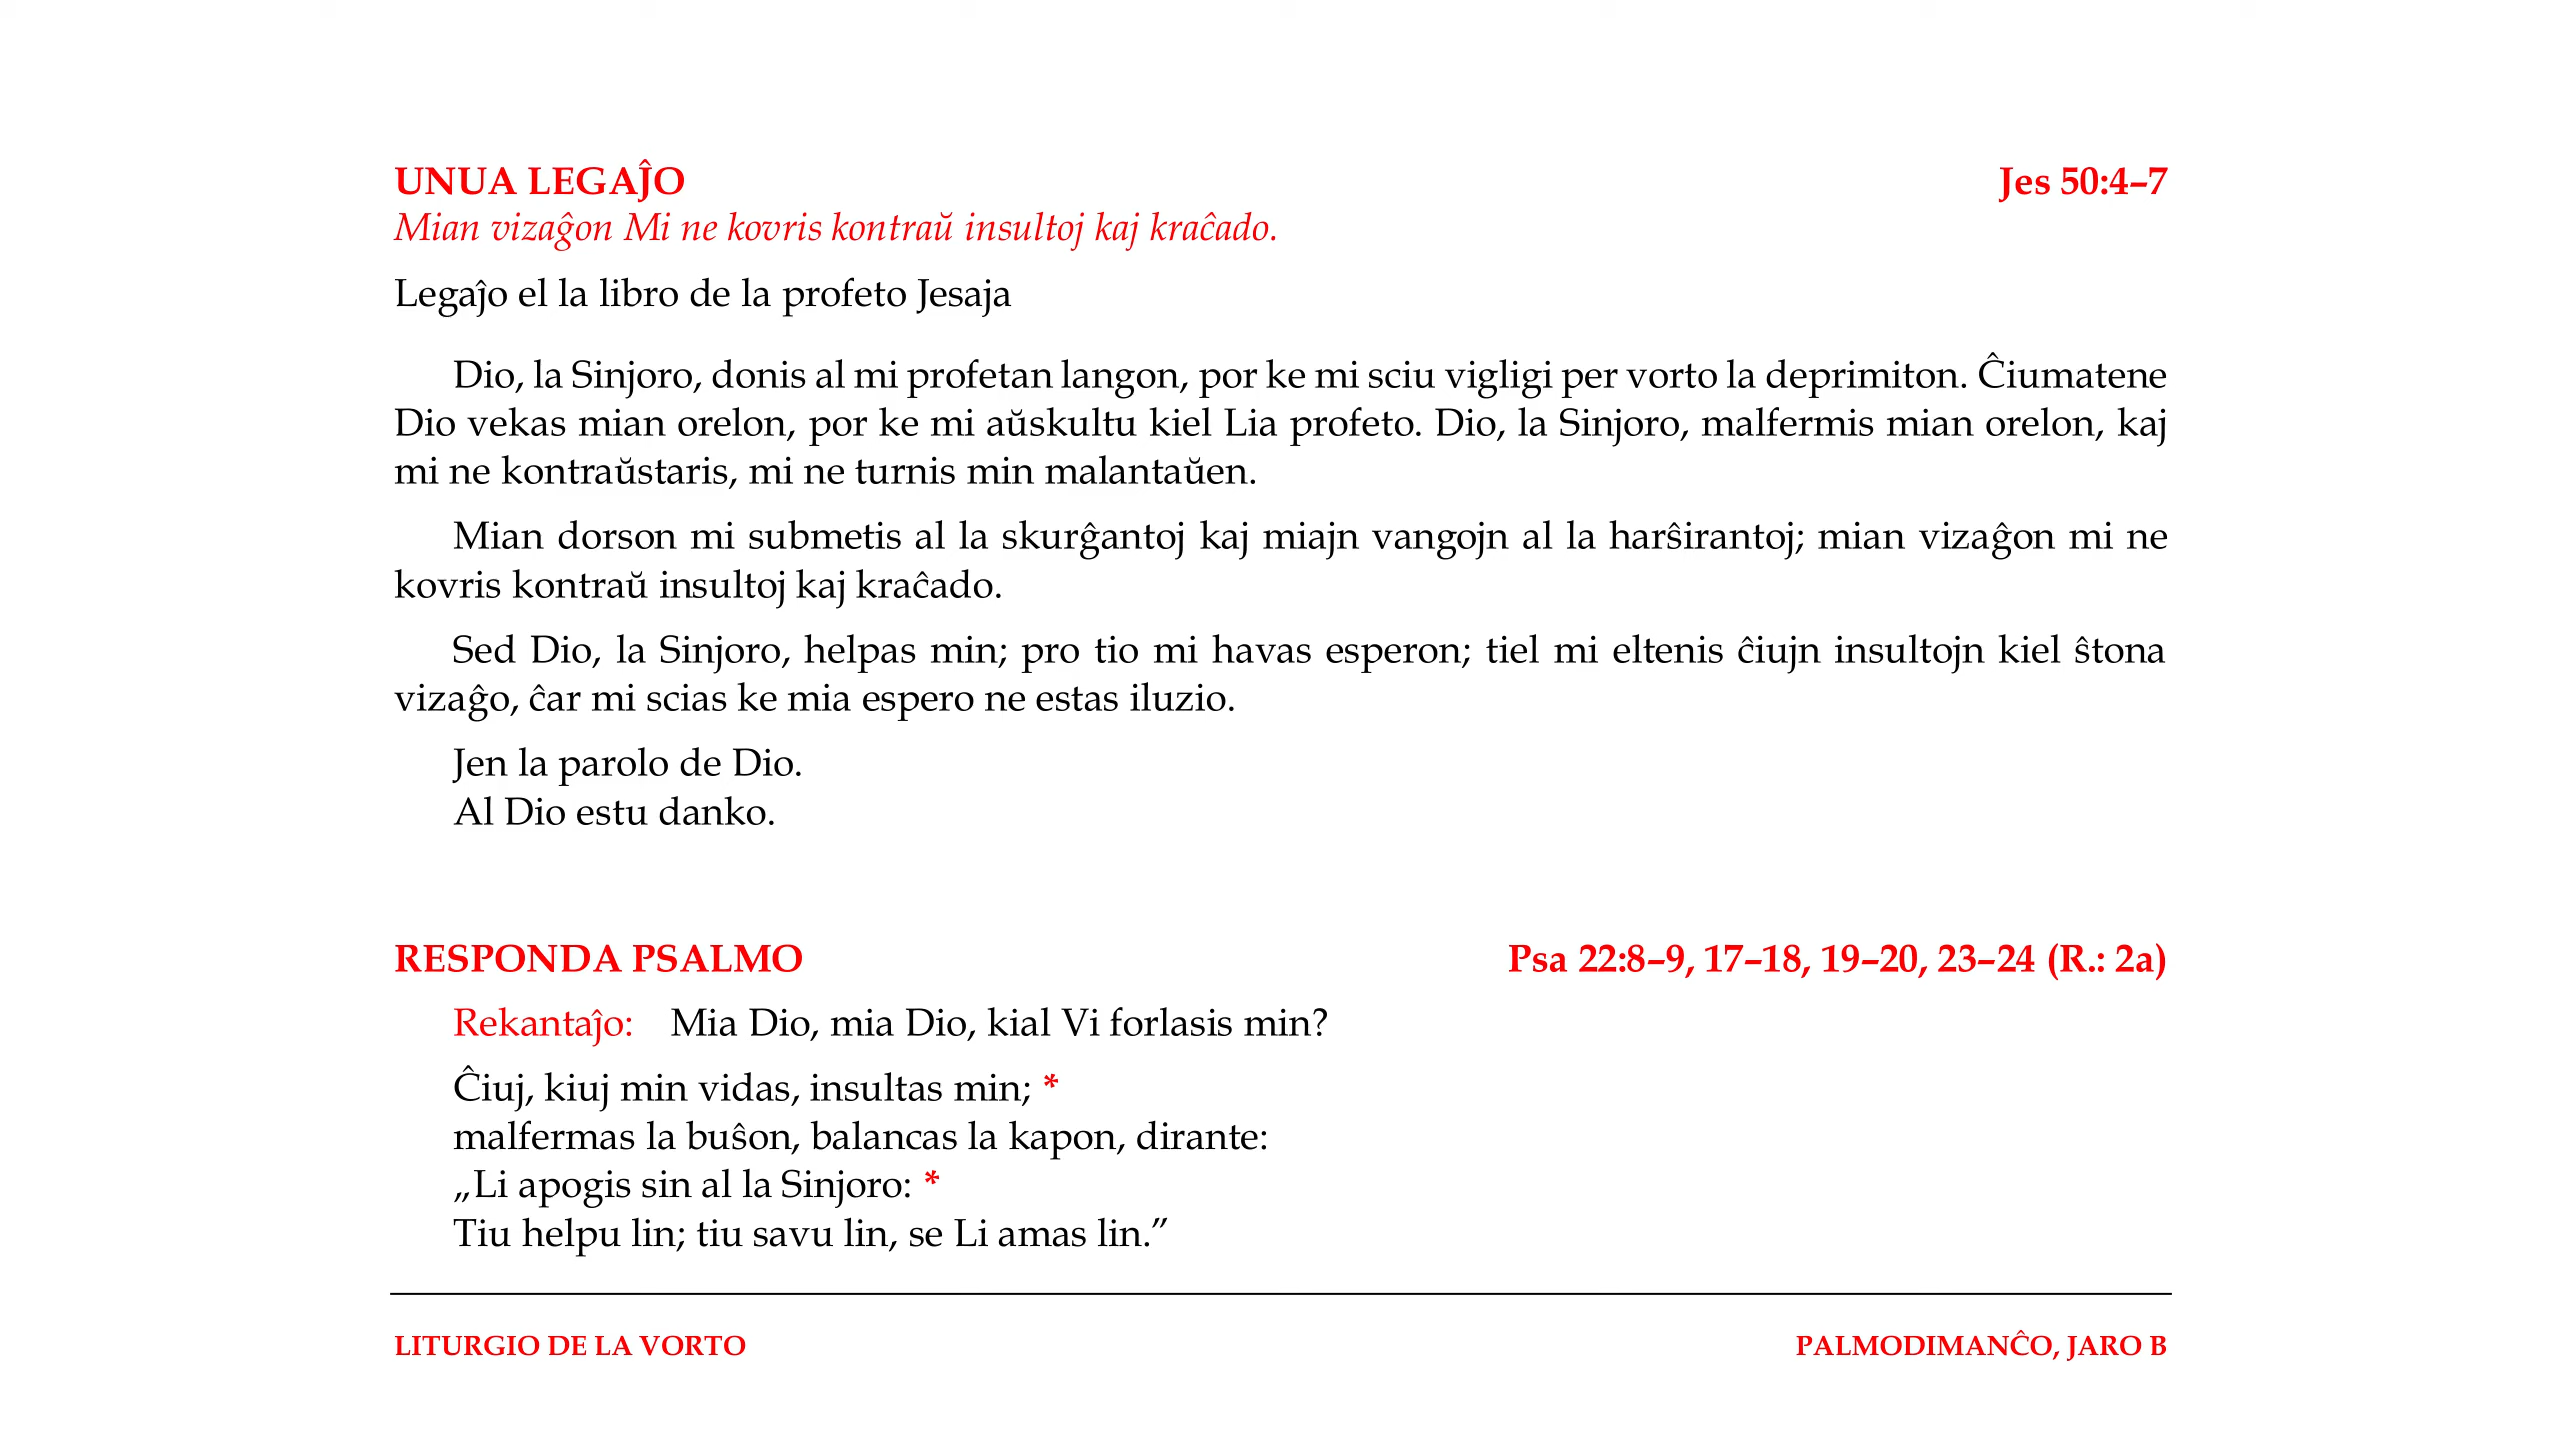 UNUA LEGAĴO Jes 50:4–7
Mian vizaĝon Mi ne kovris kontraŭ insultoj kaj kraĉado.
Legaĵo el la libro de la profeto Jesaja
Dio, la Sinjoro, donis al mi profetan langon, por ke mi sciu vigligi per vorto la deprimiton. Ĉiumatene
Dio vekas mian orelon, por ke mi aŭskultu kiel Lia profeto. Dio, la Sinjoro, malfermis mian orelon, kaj
mi ne kontraŭstaris, mi ne turnis min malantaŭen.
Mian dorson mi submetis al la skurĝantoj kaj miajn vangojn al la harŝirantoj; mian vizaĝon mi ne
kovris kontraŭ insultoj kaj kraĉado.
Sed Dio, la Sinjoro, helpas min; pro tio mi havas esperon; tiel mi eltenis ĉiujn insultojn kiel ŝtona
vizaĝo, ĉar mi scias ke mia espero ne estas iluzio.
Jen la parolo de Dio.
Al Dio estu danko.
RESPONDA PSALMO Psa 22:8–9, 17–18, 19–20, 23–24 (R.: 2a)
Rekantaĵo: Mia Dio, mia Dio, kial Vi forlasis min?
Ĉiuj, kiuj min vidas, insultas min; *
malfermas la buŝon, balancas la kapon, dirante:
„Li apogis sin al la Sinjoro: *
Tiu helpu lin; tiu savu lin, se Li amas lin.”
LITURGIO DE LA VORTO PALMODIMANĈO, JARO B